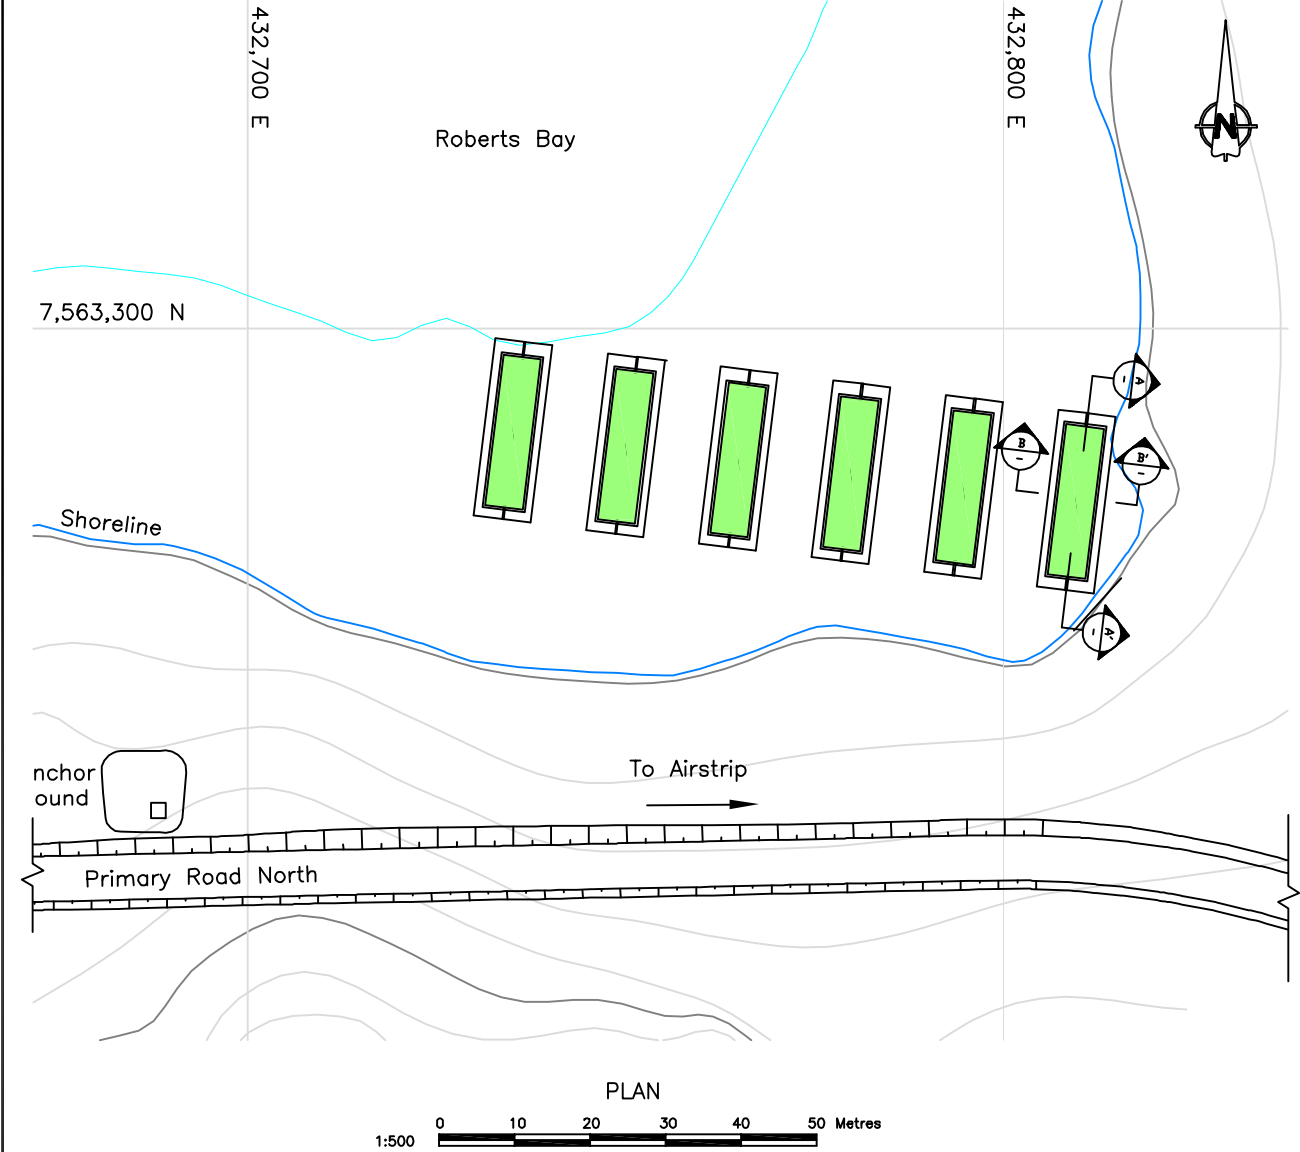 432,700 E
432,800 E
N
Roberts Bay
7,563,300 N
A
-
B
-
B'
-
Shoreline
A'
-
nchor
ound
To Airstrip
Primary Road North
PLAN
0 10 20 30 40 50 Metres
1:500